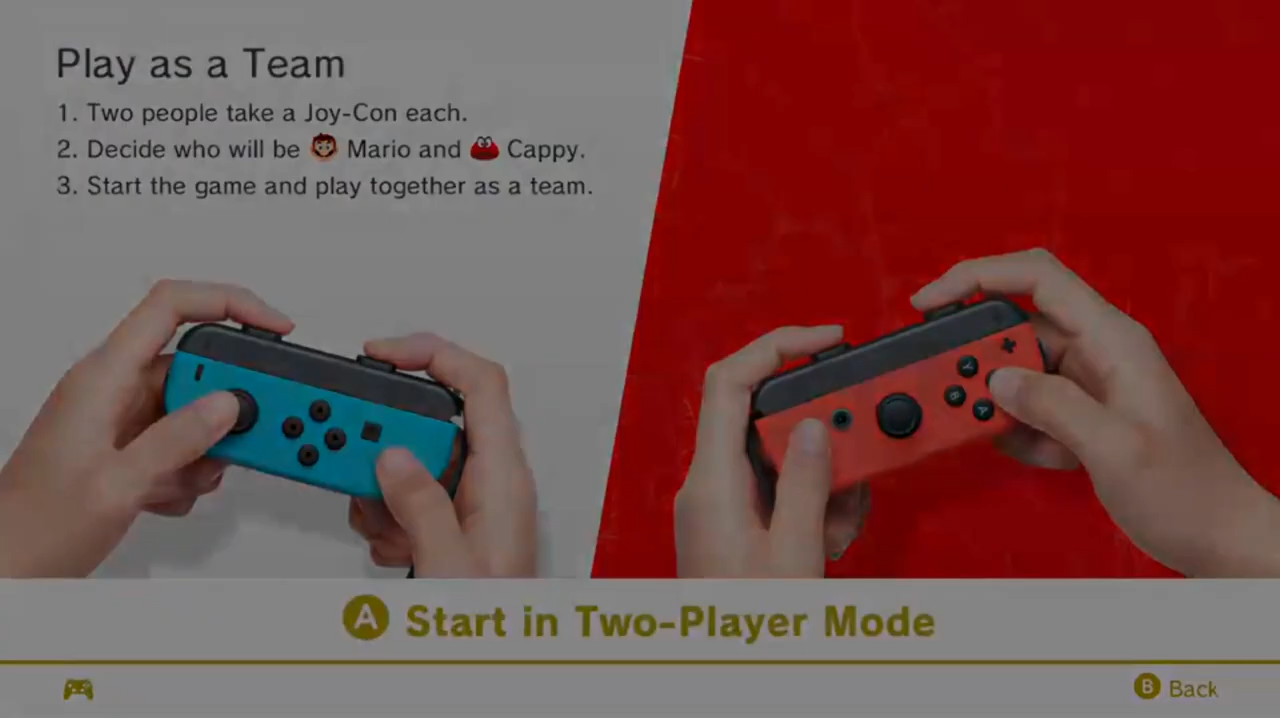 Play as a Team
1. Two people take a Joy-Con each.
2. Decide who will be Mario and Cappy.
3. Start the game and play together as a team.
Y
B
A
A Start in Two-Player Mode
B Back